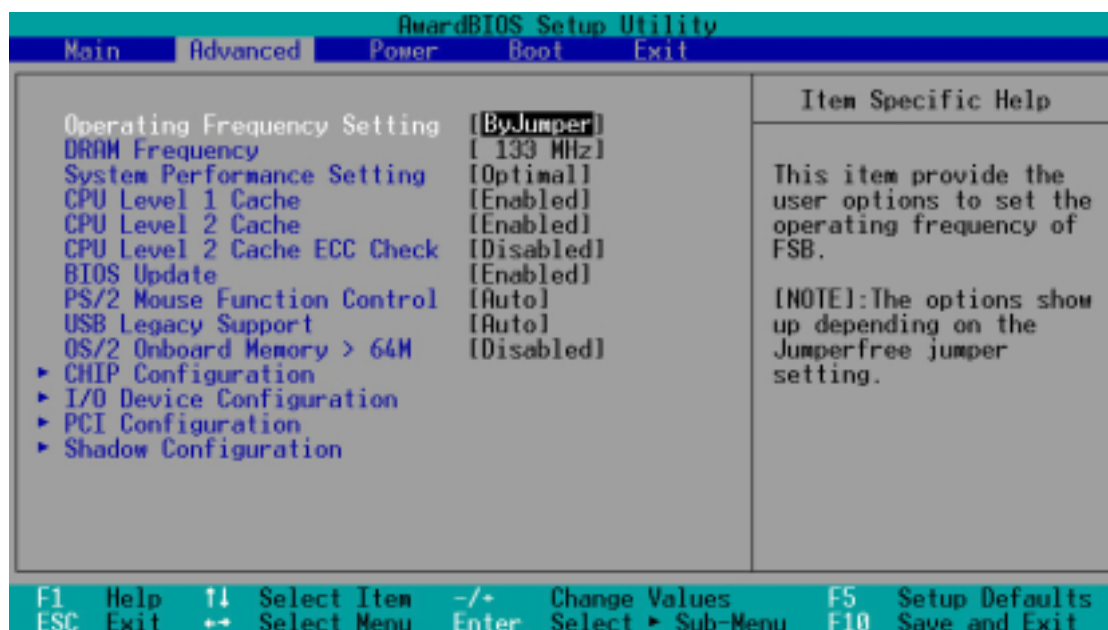 AwardBIOS Setup Utility
Main Advanced Power Boot Exit
Operating Frequency Setting [ByJumper]
DRAM Frequency [ 133 MHz]
System Performance Setting [Optimal]
CPU Level 1 Cache [Enabled]
CPU Level 2 Cache [Enabled]
CPU Level 2 Cache ECC Check [Disabled]
BIOS Update [Enabled]
PS/2 Mouse Function Control [Auto]
USB Legacy Support [Auto]
OS/2 Onboard Memory > 64M [Disabled]
▶ CHIP Configuration
▶ I/O Device Configuration
▶ PCI Configuration
▶ Shadow Configuration
Item Specific Help
This item provide the
user options to set the
operating frequency of
FSB.
[NOTE]:The options show
up depending on the
Jumperfree jumper
setting.
F1 Help ↑↓ Select Item -/+ Change Values F5 Setup Defaults
ESC Exit ←→ Select Menu Enter Select ▶ Sub-Menu F10 Save and Exit